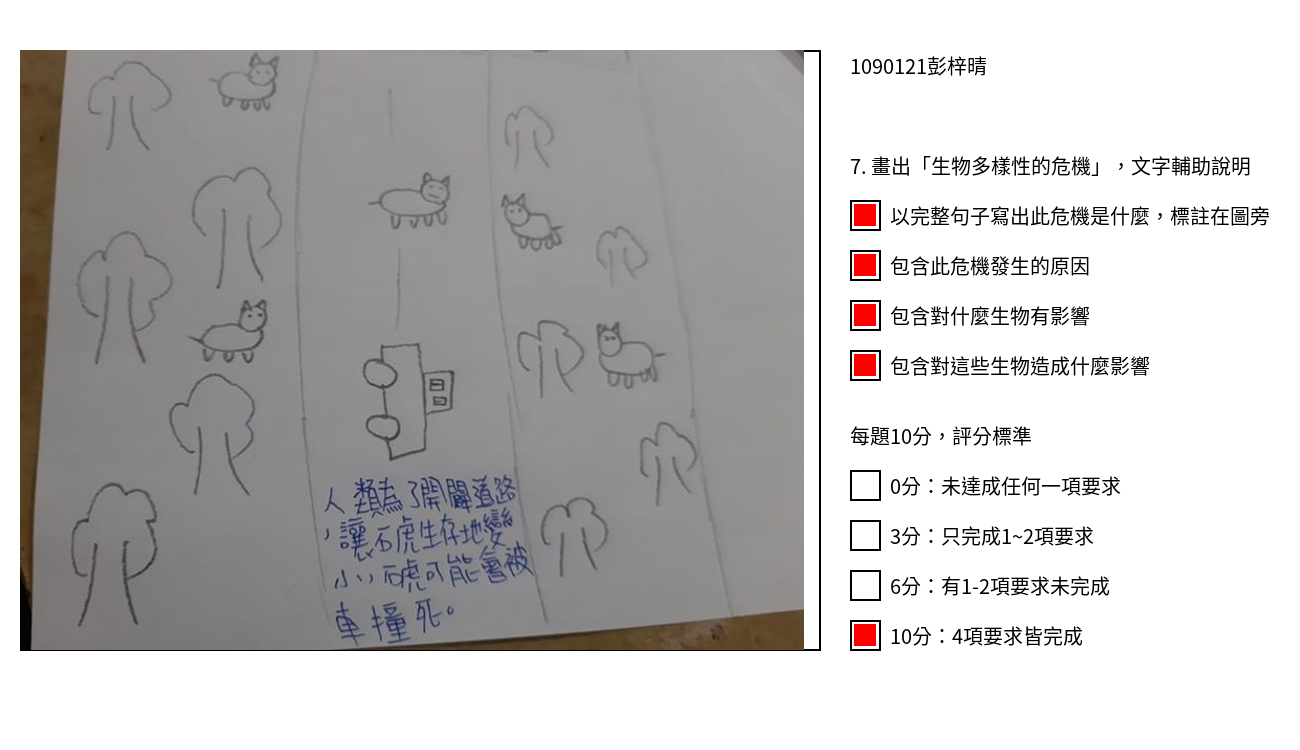 1090121彭梓晴
7. 畫出「生物多樣性的危機」，文字輔助說明
以完整句子寫出此危機是什麼，標註在圖旁
包含此危機發生的原因
包含對什麼生物有影響
包含對這些生物造成什麼影響
每題10分，評分標準
0分：未達成任何一項要求
3分：只完成1~2項要求
6分：有1-2項要求未完成
10分：4項要求皆完成
人類為了開闢道路
，讓石虎生存地變
小，石虎可能會被
車撞死。